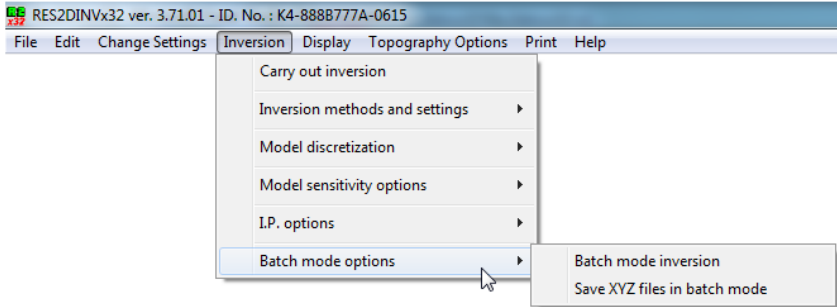 RES2DINVx32 ver. 3.71.01 - ID. No. : K4-888B777A-0615
File Edit Change Settings Inversion Display Topography Options Print Help
Carry out inversion
Inversion methods and settings
Model discretization
Model sensitivity options
I.P. options
Batch mode options
Batch mode inversion
Save XYZ files in batch mode